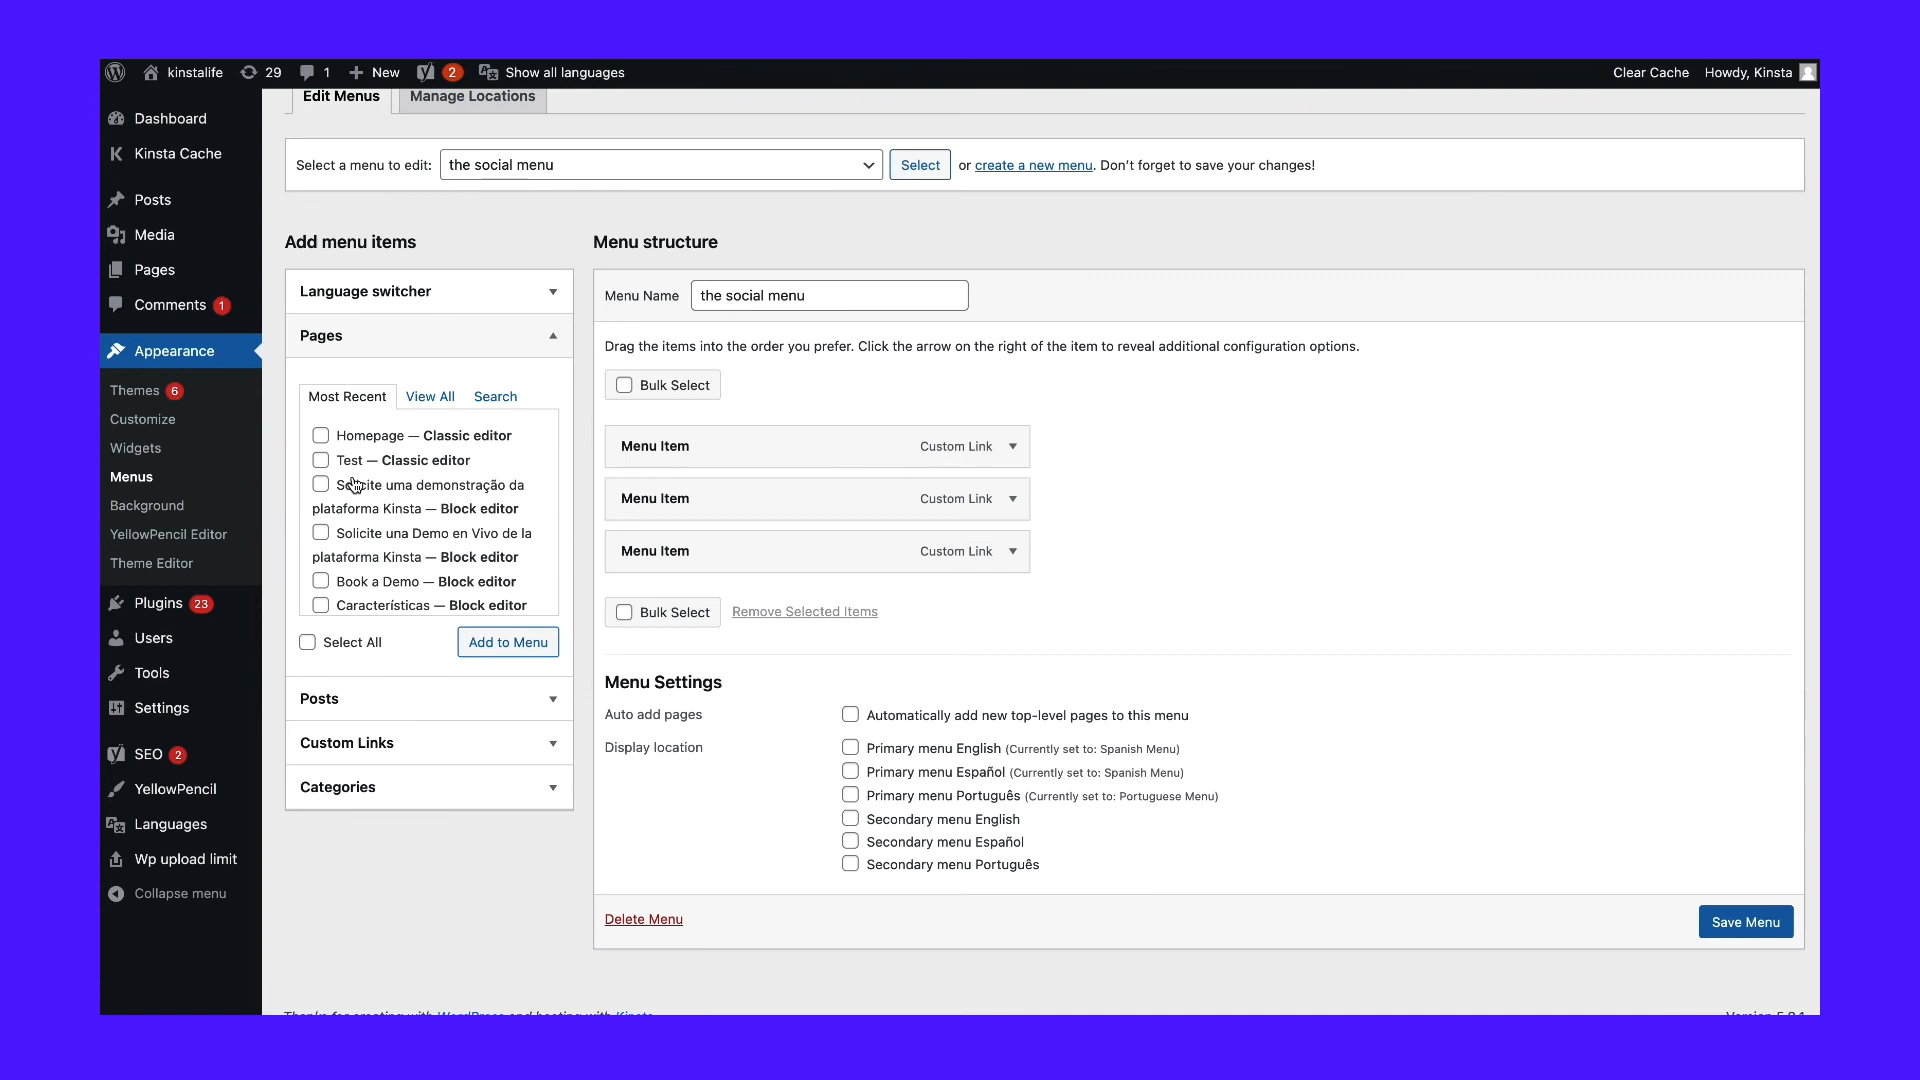 kinstalife 29 1 New 2 Show all languages Clear Cache Howdy, Kinsta
Dashboard
Kinsta Cache
Posts
Media
Pages
Comments 1
Appearance
Themes 6
Customize
Widgets
Menus
Background
YellowPencil Editor
Theme Editor
Plugins 23
Users
Tools
Settings
SEO 2
YellowPencil
Languages
Wp upload limit
Collapse menu
Edit Menus Manage Locations
Select a menu to edit: the social menu Select or create a new menu. Don't forget to save your changes!
Add menu items
Language switcher
Pages
Most Recent View All Search
Homepage — Classic editor
Test — Classic editor
Solicite uma demonstração da
plataforma Kinsta — Block editor
Solicite una Demo en Vivo de la
plataforma Kinsta — Block editor
Book a Demo — Block editor
Características — Block editor
Select All Add to Menu
Posts
Custom Links
Categories
Menu structure
Menu Name the social menu
Drag the items into the order you prefer. Click the arrow on the right of the item to reveal additional configuration options.
Bulk Select
Menu Item Custom Link
Menu Item Custom Link
Menu Item Custom Link
Bulk Select Remove Selected Items
Menu Settings
Auto add pages Automatically add new top-level pages to this menu
Display location Primary menu English (Currently set to: Spanish Menu)
Primary menu Español (Currently set to: Spanish Menu)
Primary menu Português (Currently set to: Portuguese Menu)
Secondary menu English
Secondary menu Español
Secondary menu Português
Delete Menu Save Menu
Thanks for creating with WordPress and hosting with Kinsta